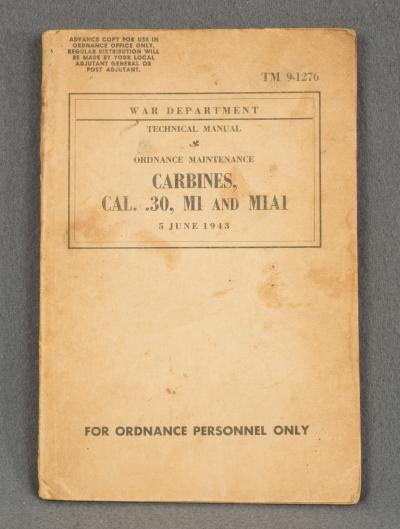 ADVANCE COPY FOR USE IN
ORDNANCE OFFICE ONLY.
REGULAR DISTRIBUTION WILL
BE MADE BY YOUR LOCAL
ADJUTANT GENERAL OR
POST ADJUTANT.
TM 9-1276
WAR DEPARTMENT
TECHNICAL MANUAL
ORDNANCE MAINTENANCE
CARBINES,
CAL. .30, M1 AND M1A1
5 JUNE 1943
FOR ORDNANCE PERSONNEL ONLY